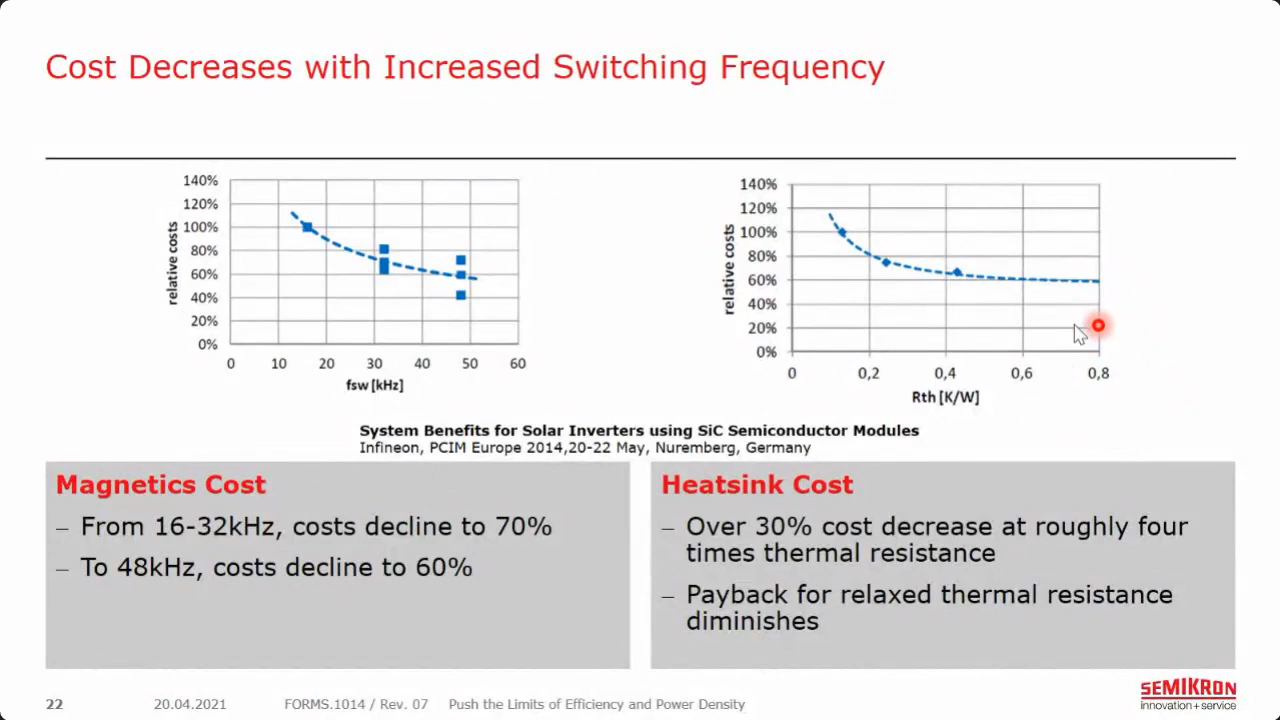 Cost Decreases with Increased Switching Frequency
140%
120%
100%
80%
60%
40%
20%
0%
relative costs
0 10 20 30 40 50 60
fsw [kHz]
140%
120%
100%
80%
60%
40%
20%
0%
relative costs
0 0,2 0,4 0,6 0,8
Rth [K/W]
System Benefits for Solar Inverters using SiC Semiconductor Modules
Infineon, PCIM Europe 2014,20-22 May, Nuremberg, Germany
Magnetics Cost
– From 16-32kHz, costs decline to 70%
– To 48kHz, costs decline to 60%
Heatsink Cost
– Over 30% cost decrease at roughly four
times thermal resistance
– Payback for relaxed thermal resistance
diminishes
22 20.04.2021 FORMS.1014 / Rev. 07 Push the Limits of Efficiency and Power Density
SEMIKRON
innovation+service